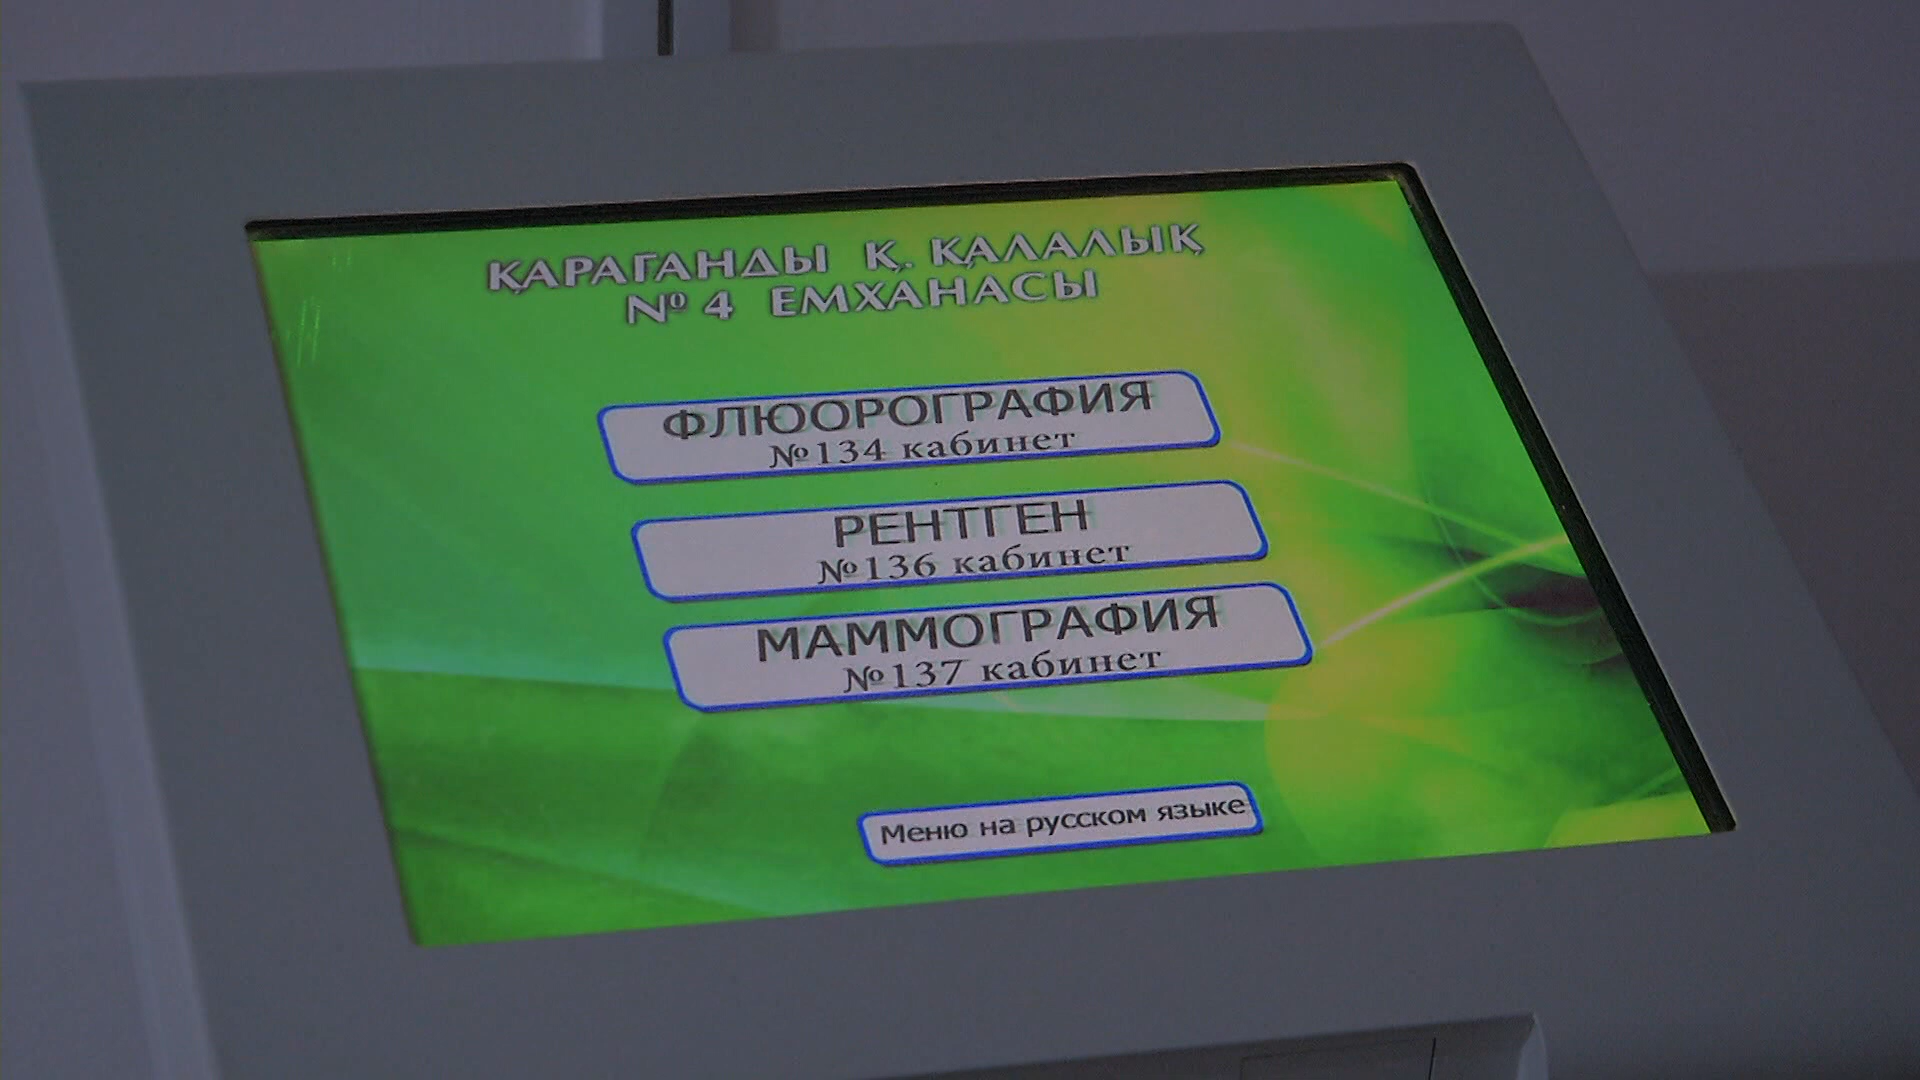 ҚАРАҒАНДЫ Қ. ҚАЛАЛЫҚ
№ 4 ЕМХАНАСЫ
ФЛЮОРОГРАФИЯ
№134 кабинет
РЕНТГЕН
№136 кабинет
МАММОГРАФИЯ
№137 кабинет
Меню на русском языке